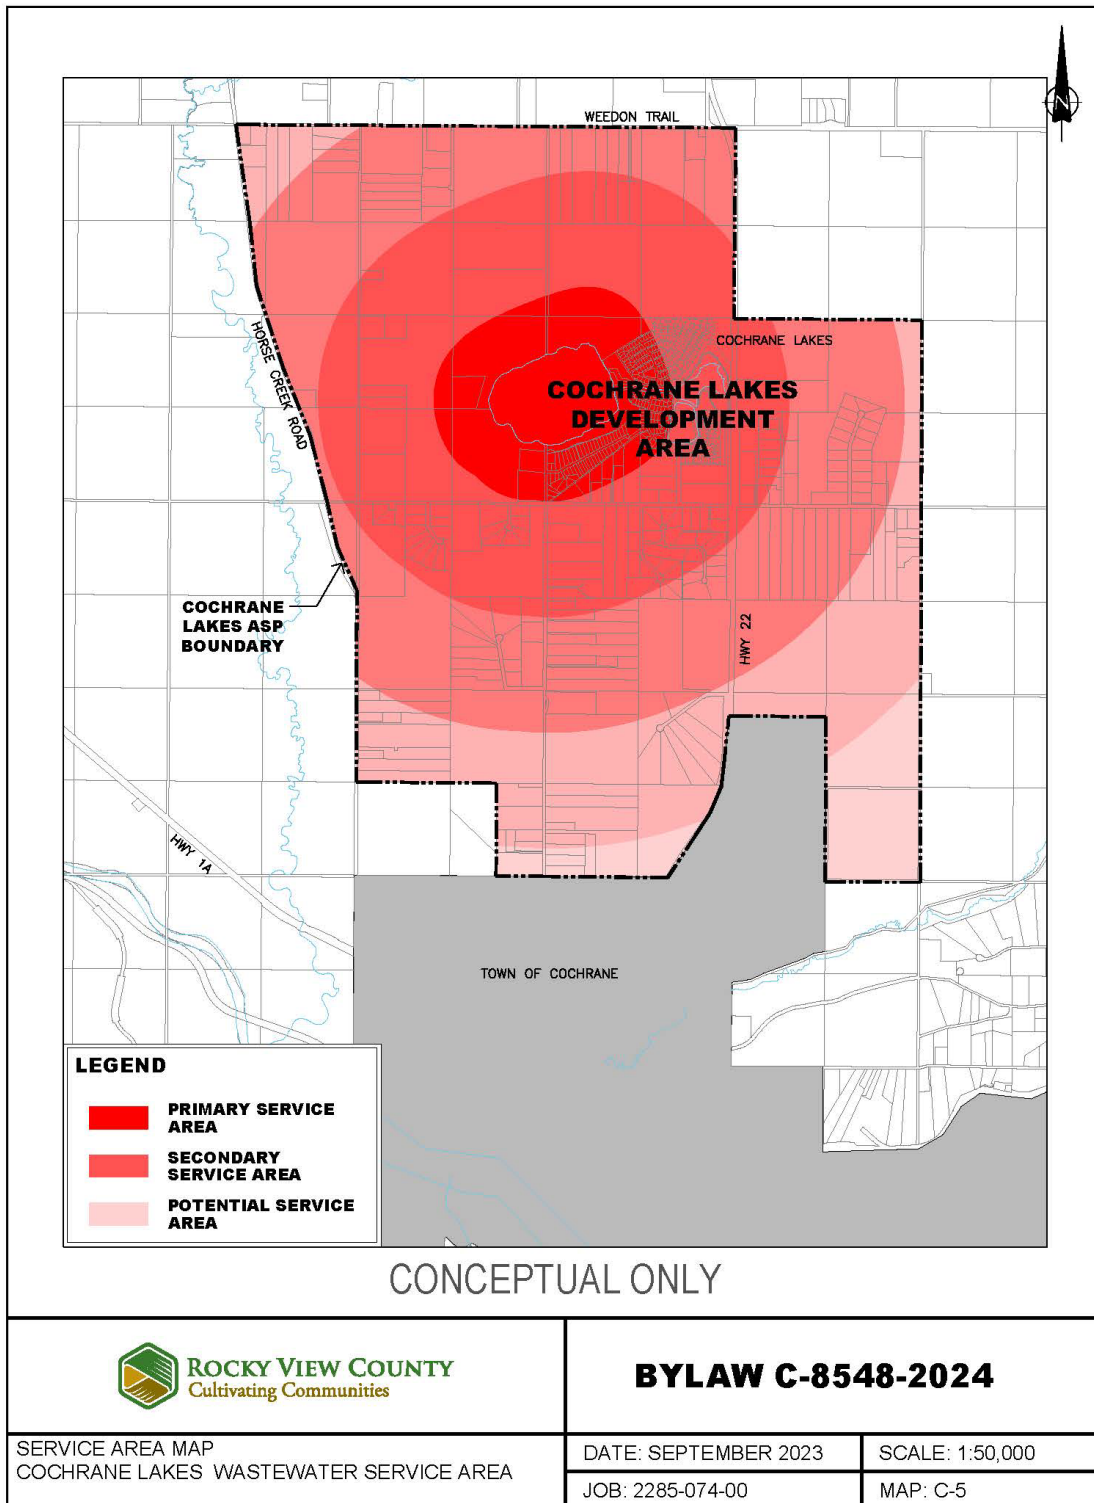 WEEDON TRAIL
N
HORSE CREEK ROAD
COCHRANE LAKES
COCHRANE LAKES
DEVELOPMENT
AREA
COCHRANE
LAKES ASP
BOUNDARY
HWY 22
HWY 1A
TOWN OF COCHRANE
LEGEND
PRIMARY SERVICE
AREA
SECONDARY
SERVICE AREA
POTENTIAL SERVICE
AREA
CONCEPTUAL ONLY
ROCKY VIEW COUNTY
Cultivating Communities
BYLAW C-8548-2024
SERVICE AREA MAP
COCHRANE LAKES WASTEWATER SERVICE AREA
DATE: SEPTEMBER 2023
SCALE: 1:50,000
JOB: 2285-074-00
MAP: C-5